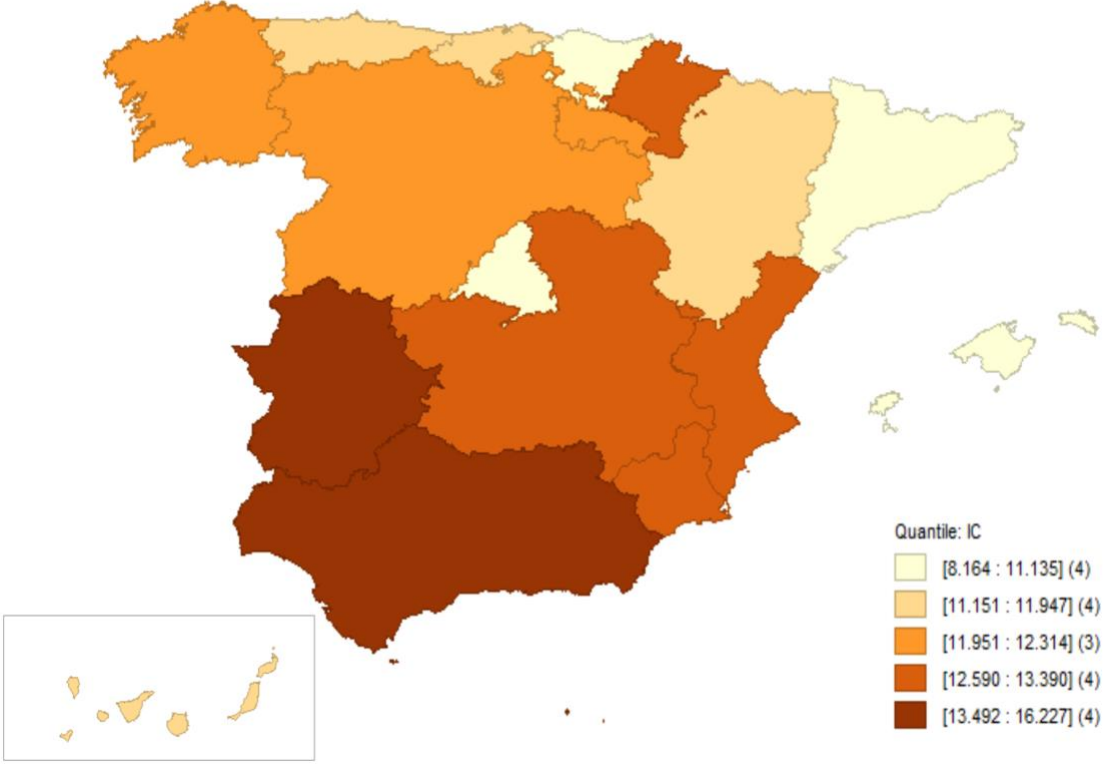 Quantile: IC
[8.164 : 11.135] (4)
[11.151 : 11.947] (4)
[11.951 : 12.314] (3)
[12.590 : 13.390] (4)
[13.492 : 16.227] (4)